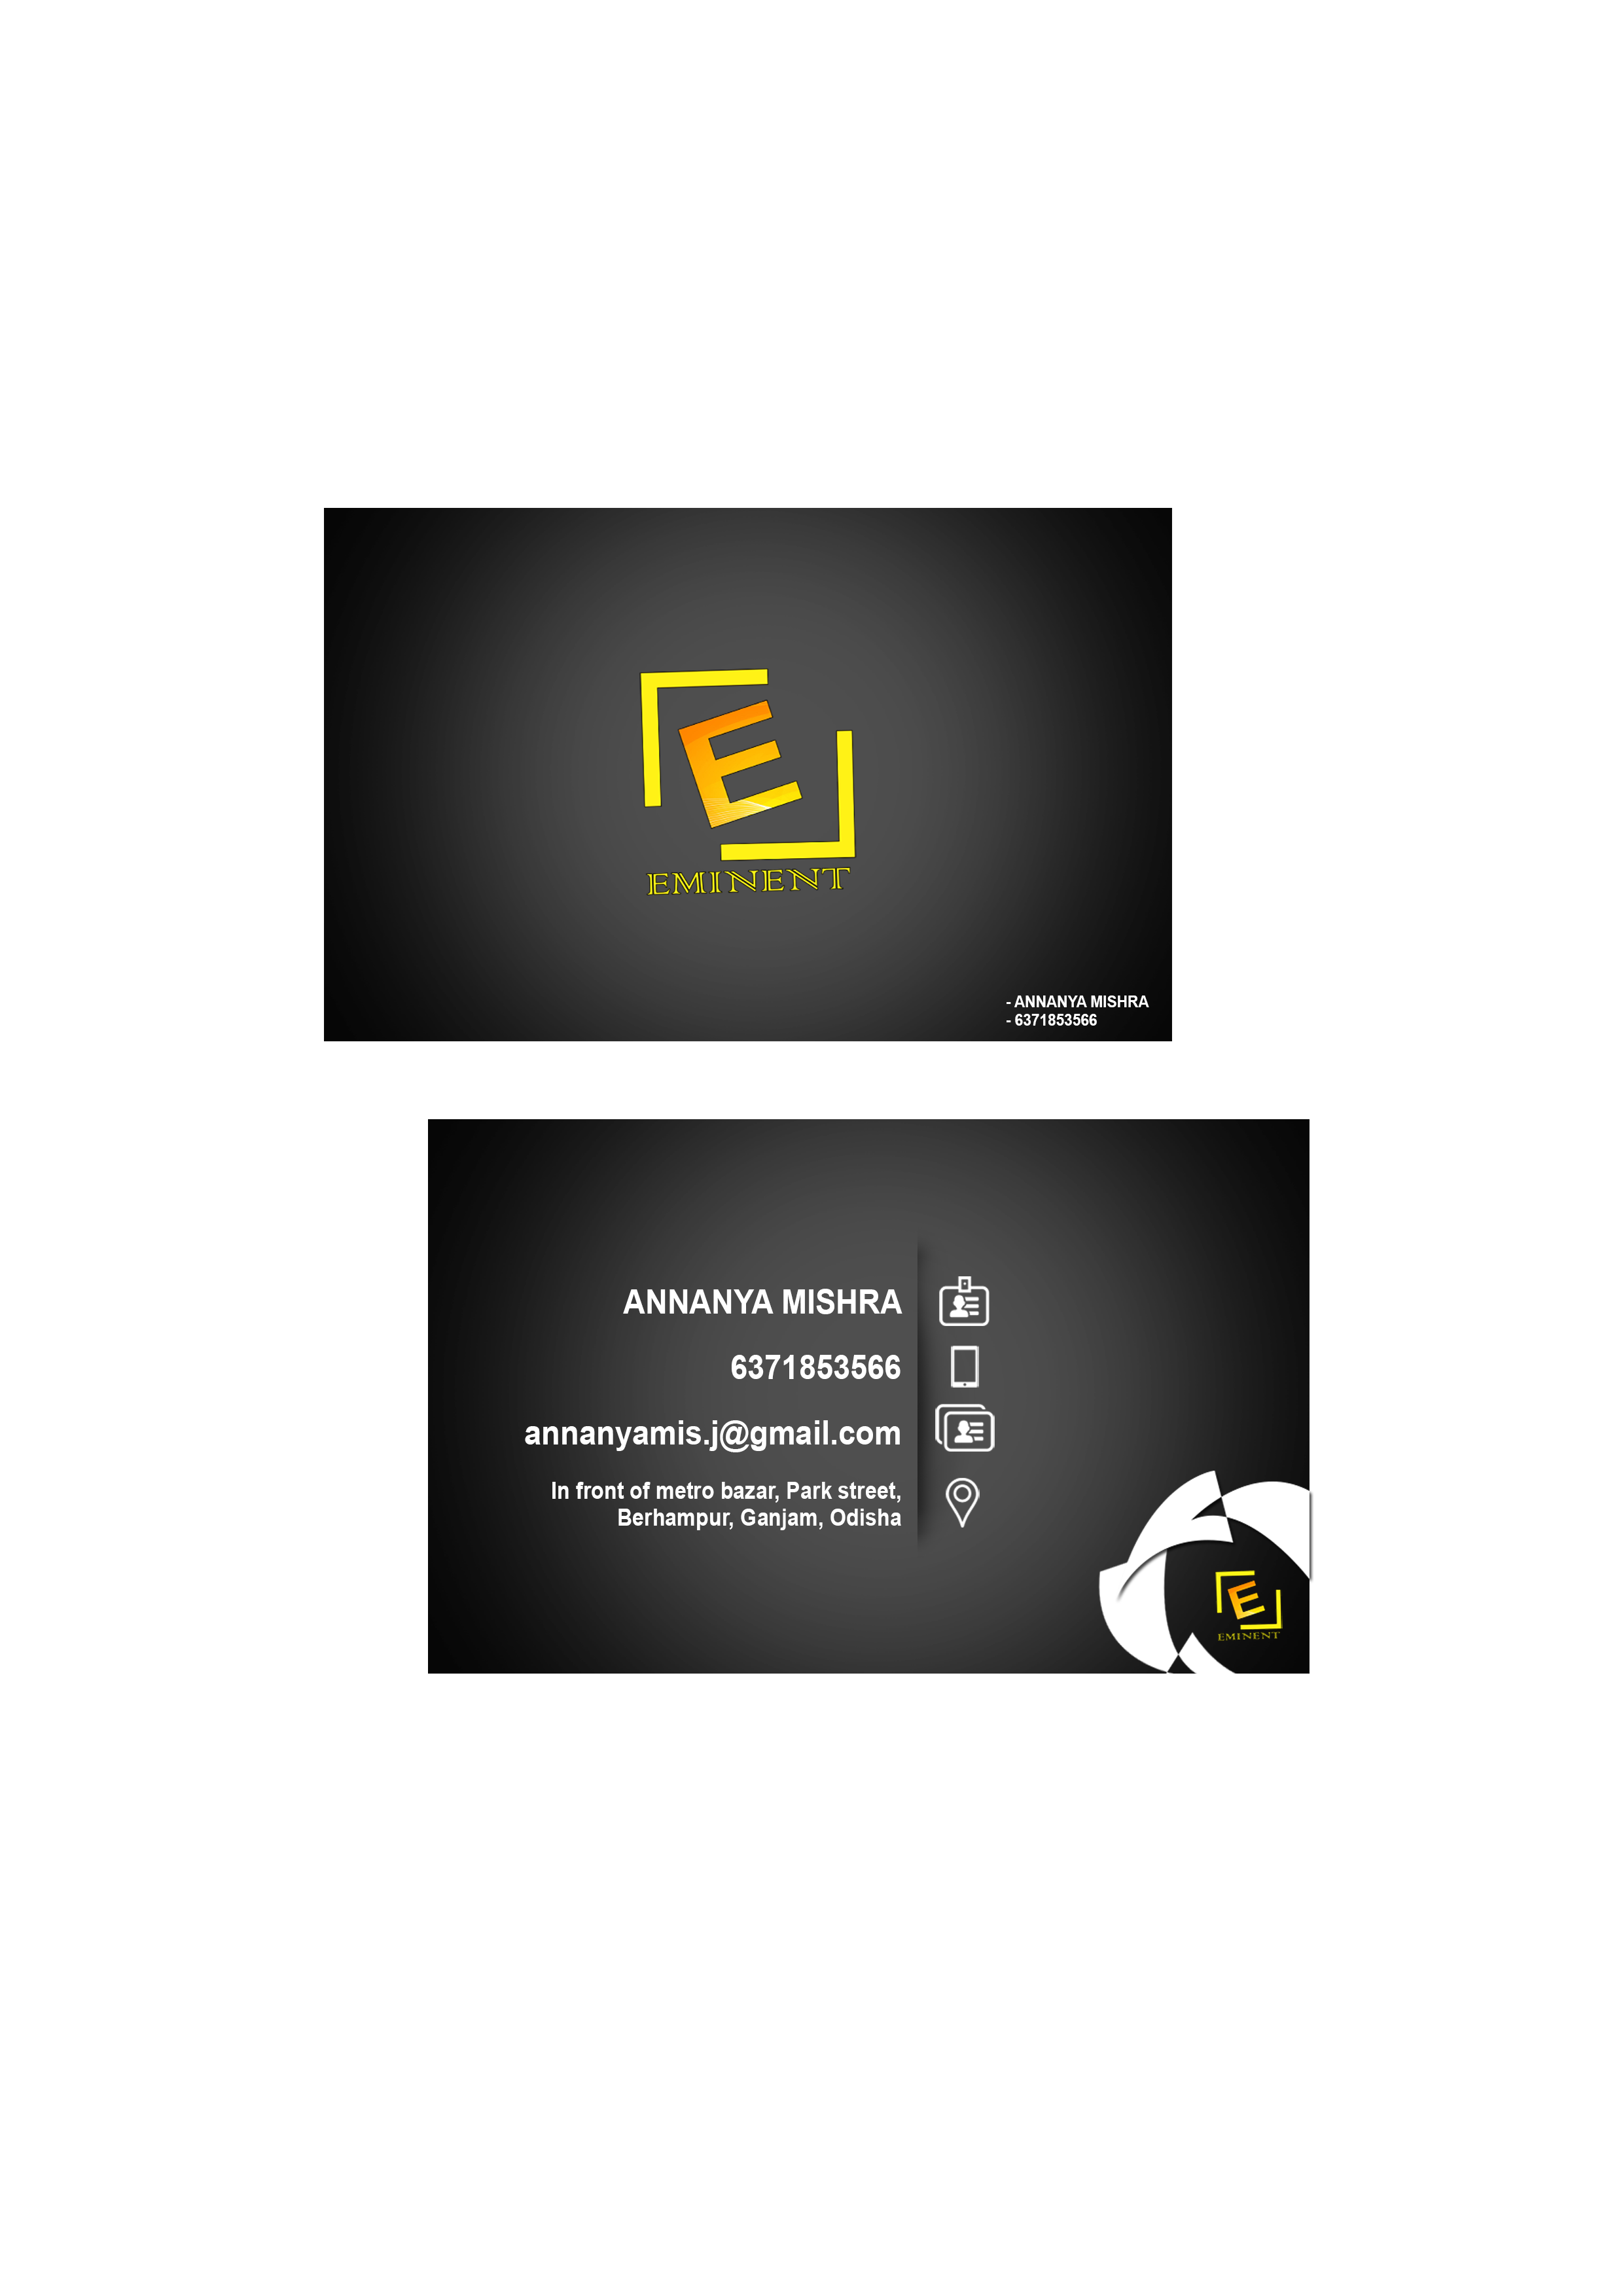 E
EMINENT
- ANNANYA MISHRA
- 6371853566
ANNANYA MISHRA
6371853566
annanyamis.j@gmail.com
In front of metro bazar, Park street,
Berhampur, Ganjam, Odisha
E
EMINENT